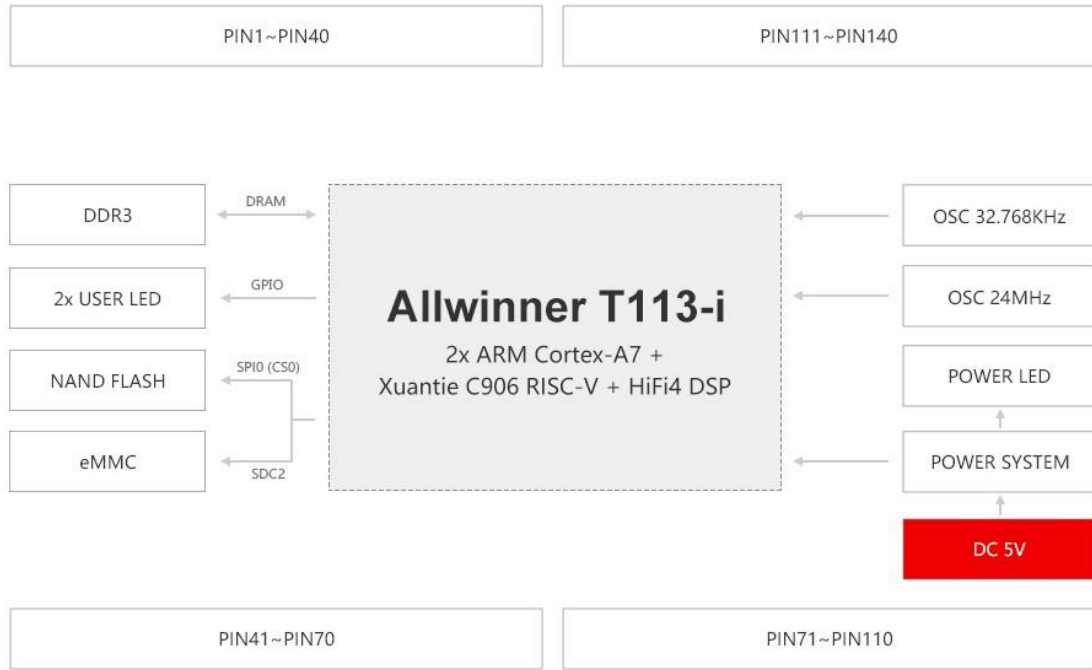 PIN1~PIN40
PIN111~PIN140
DDR3
DRAM
2x USER LED
GPIO
NAND FLASH
SPI0 (CS0)
eMMC
SDC2
Allwinner T113-i
2x ARM Cortex-A7 +
Xuantie C906 RISC-V + HiFi4 DSP
OSC 32.768KHz
OSC 24MHz
POWER LED
POWER SYSTEM
DC 5V
PIN41~PIN70
PIN71~PIN110